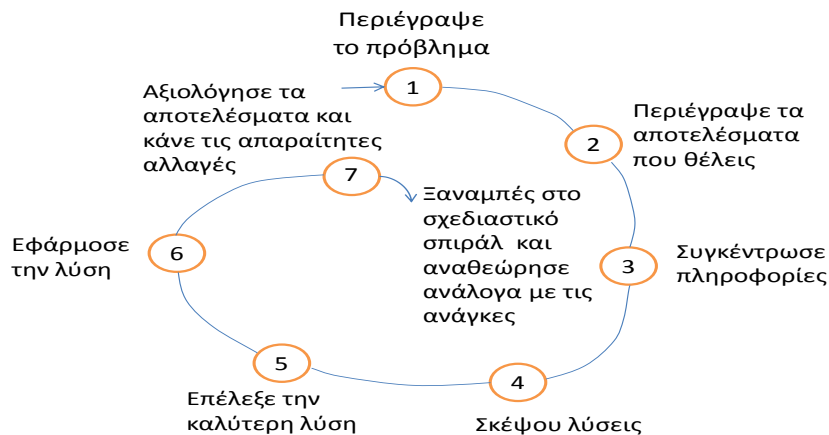 Περιέγραψε
το πρόβλημα
1
Περιέγραψε τα
αποτελέσματα
που θέλεις
2
Συγκέντρωσε
πληροφορίες
3
4
Σκέψου λύσεις
5
Επέλεξε την
καλύτερη λύση
6
Εφάρμοσε
την λύση
Αξιολόγησε τα
αποτελέσματα και
κάνε τις απαραίτητες
αλλαγές
7
Ξαναμπές στο
σχεδιαστικό
σπιράλ και
αναθεώρησε
ανάλογα με τις
ανάγκες